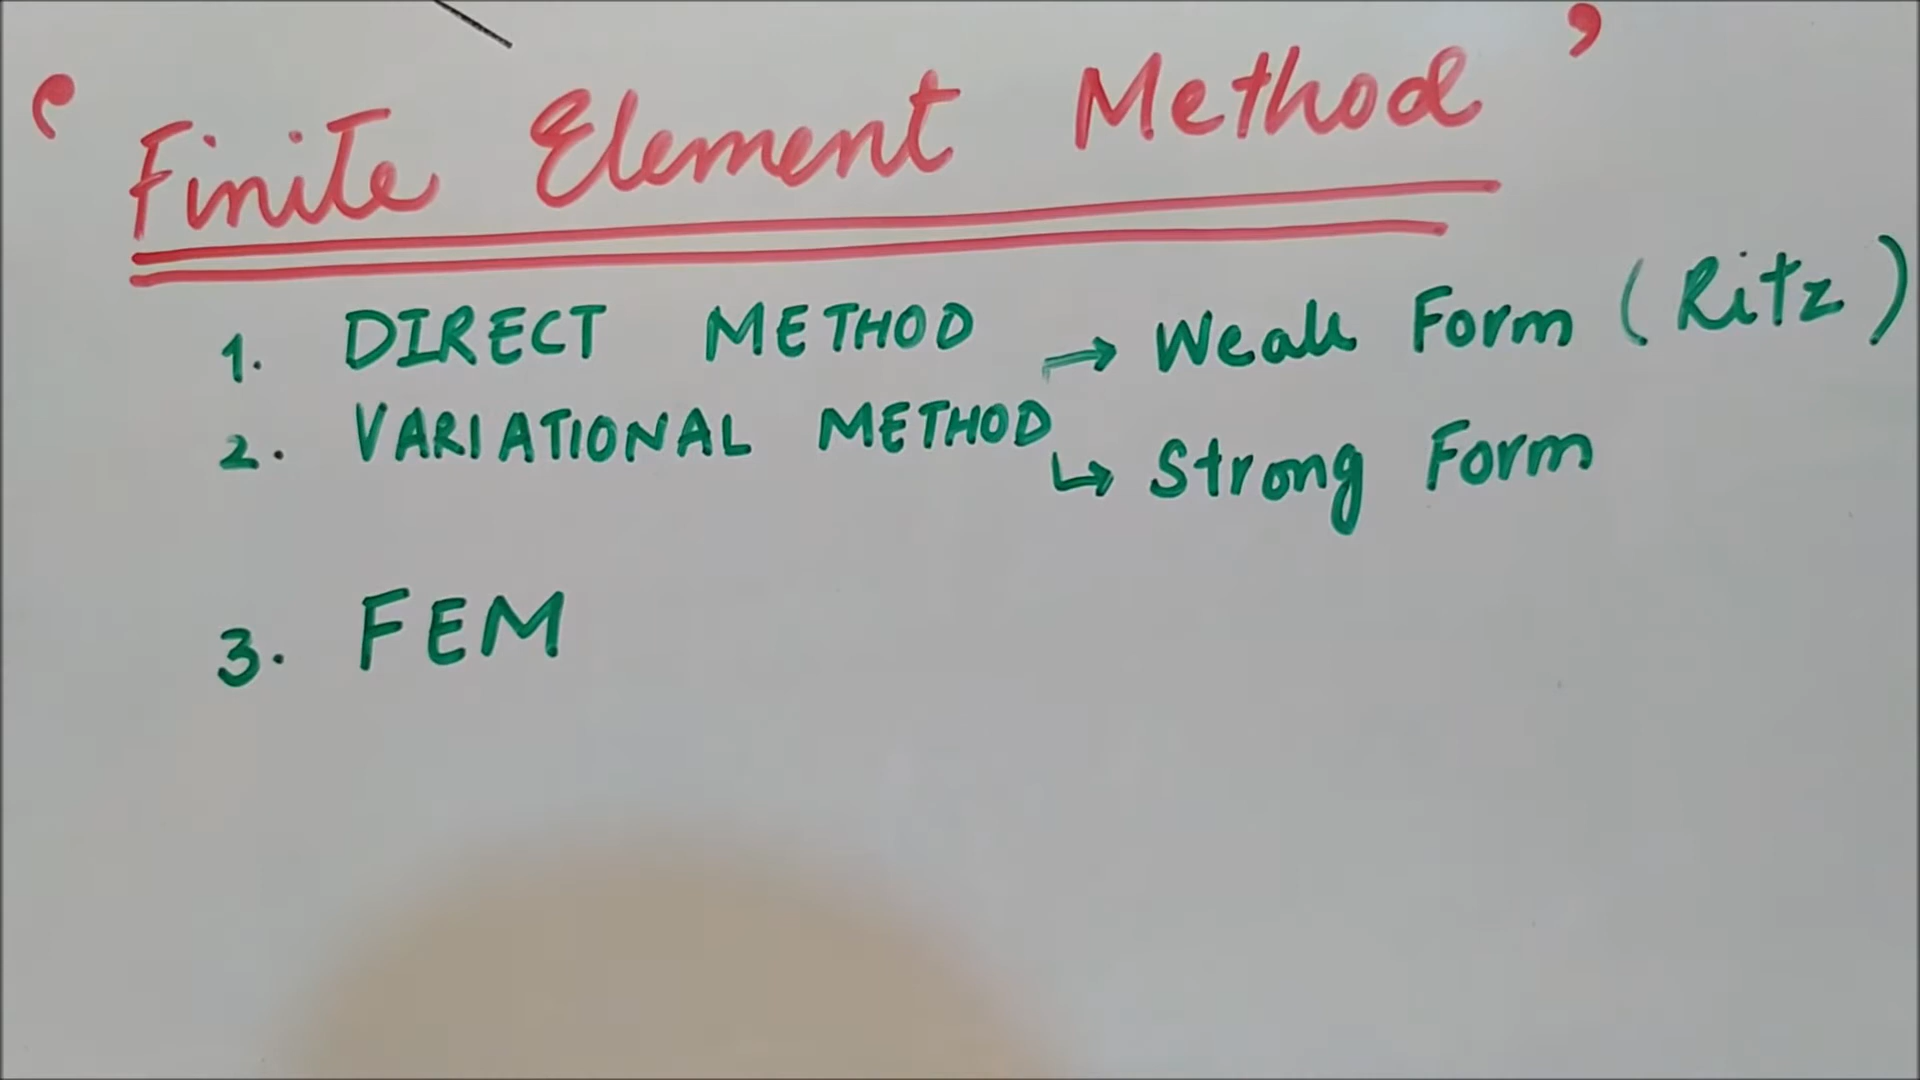 ‘ Finite Element Method ’
1. DIRECT METHOD
2. VARIATIONAL METHOD → Weak Form (Ritz)
↳ Strong Form
3. FEM